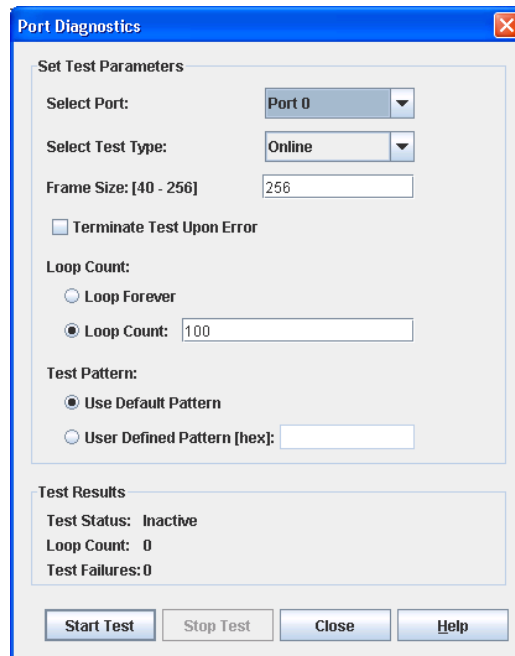 Port Diagnostics
Set Test Parameters
Select Port: Port 0
Select Test Type: Online
Frame Size: [40 - 256] 256
Terminate Test Upon Error
Loop Count:
Loop Forever
Loop Count: 100
Test Pattern:
Use Default Pattern
User Defined Pattern [hex]:
Test Results
Test Status: Inactive
Loop Count: 0
Test Failures: 0
Start Test Stop Test Close Help